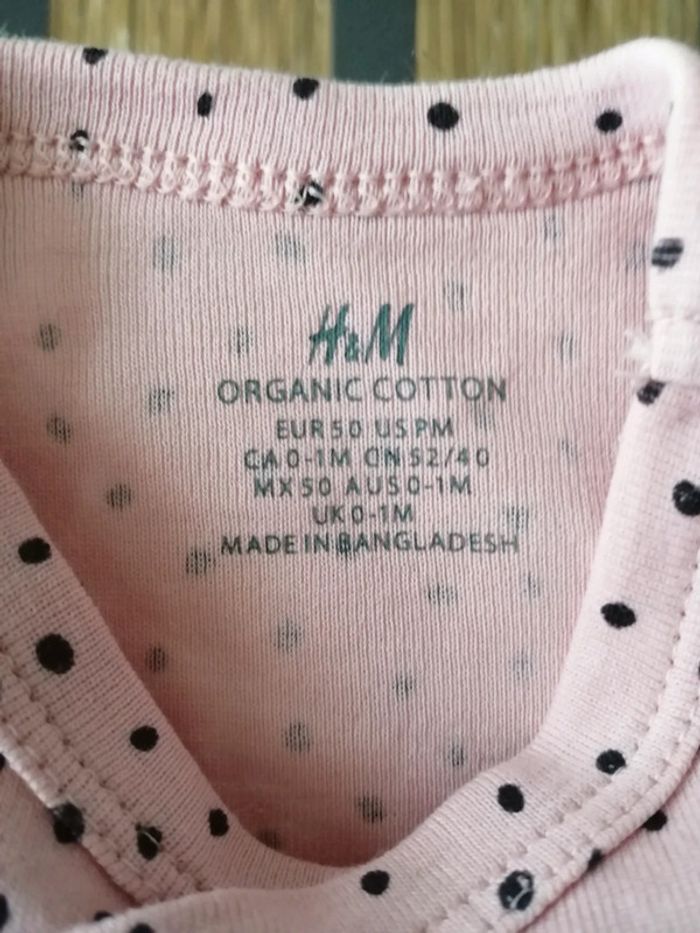 H&M
ORGANIC COTTON
EUR 50 US PM
CA 0-1M CN 52/40
MX 50 AUS 0-1M
UK 0-1M
MADE IN BANGLADESH